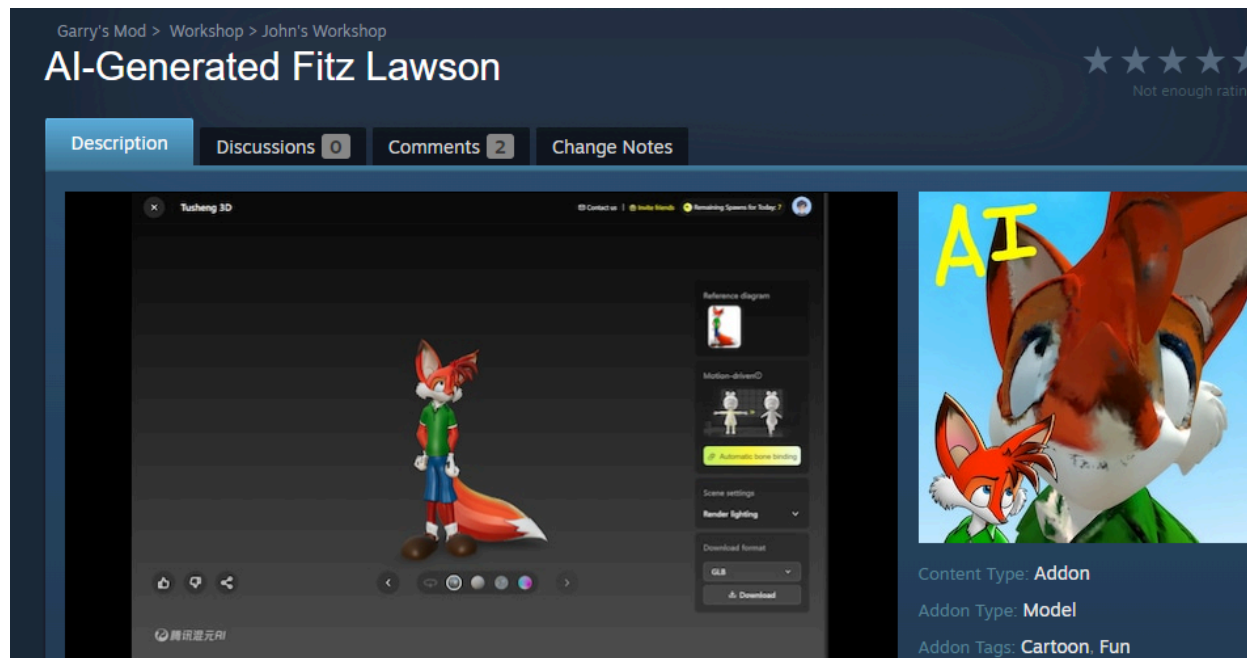 Garry's Mod > Workshop > John's Workshop
AI-Generated Fitz Lawson
Not enough ratin
Description
Discussions 0
Comments 2
Change Notes
Tusheng 3D
Contact us | Invite friends Remaining Spawns for Today: 7
Reference diagram
Motion-driven
Automatic bone binding
Scene settings
Render lighting
Download format
GLB
Download
腾讯混元AI
AI
Content Type: Addon
Addon Type: Model
Addon Tags: Cartoon, Fun